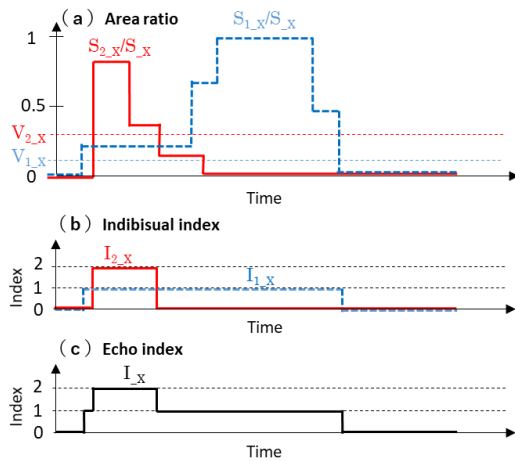 (a) Area ratio
S2_X/S_X
S1_X/S_X
1
0.5
V2_X
V1_X
0
Time
(b) Indibisual index
I2_X
I1_X
2
1
0
Index
Time
(c) Echo index
I_X
2
1
0
Index
Time